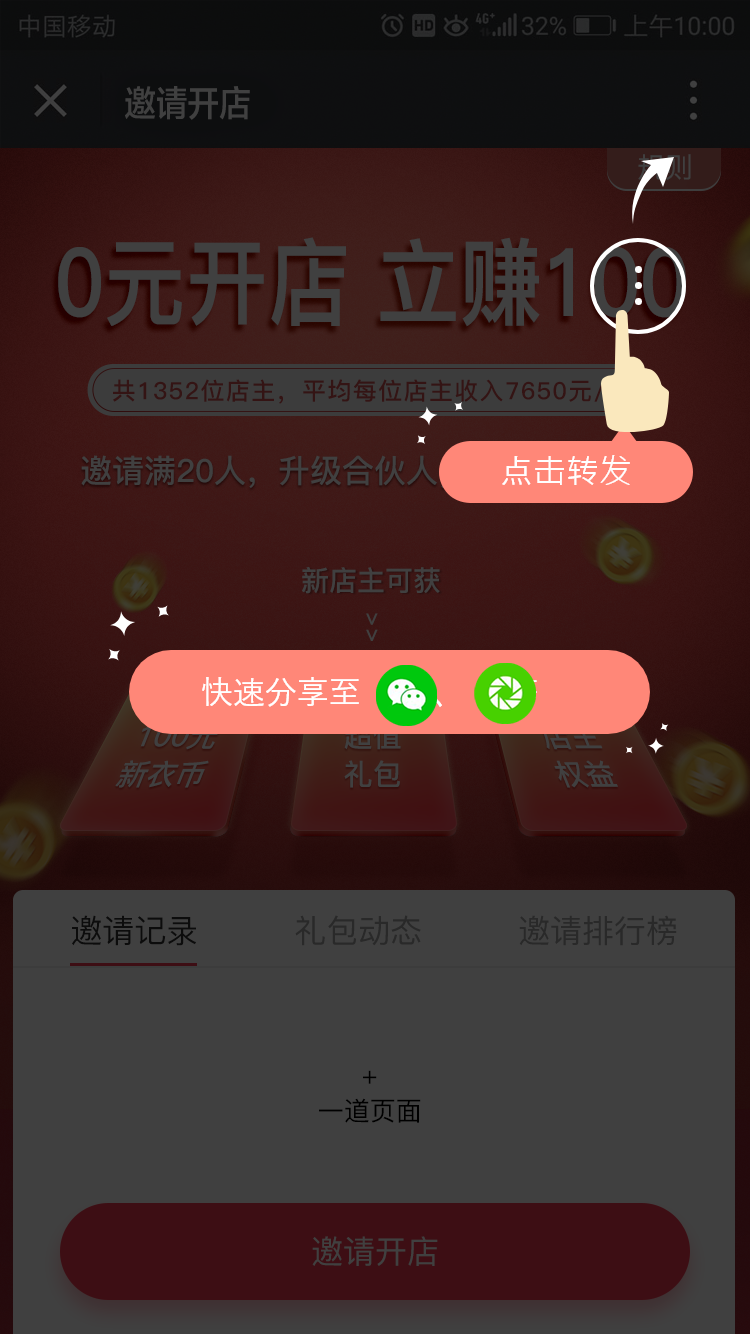 中国移动 HD 4G+ 32% 上午10:00
邀请开店
规则
0元开店 立赚100
共1352位店主，平均每位店主收入7650元/
邀请满20人，升级合伙人
点击转发
新店主可获
快速分享至 、
100元 超值 店主
新衣币 礼包 权益
邀请记录 礼包动态 邀请排行榜
+
一道页面
邀请开店